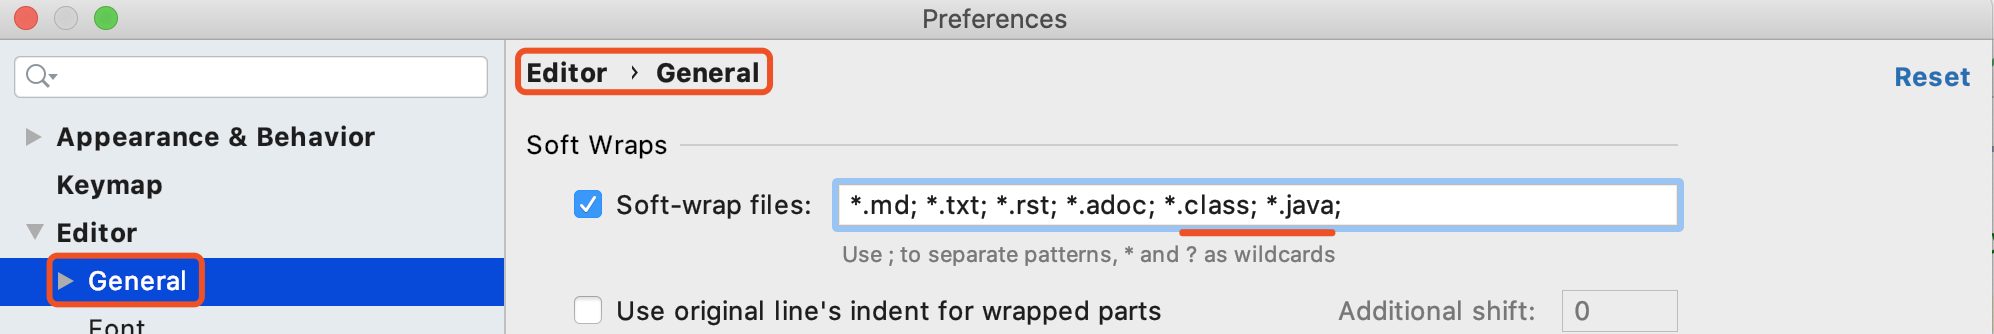 Preferences
Editor › General
Reset
Appearance & Behavior
Keymap
Editor
General
Font
Soft Wraps
Soft-wrap files: *.md; *.txt; *.rst; *.adoc; *.class; *.java;
Use ; to separate patterns, * and ? as wildcards
Use original line's indent for wrapped parts Additional shift: 0